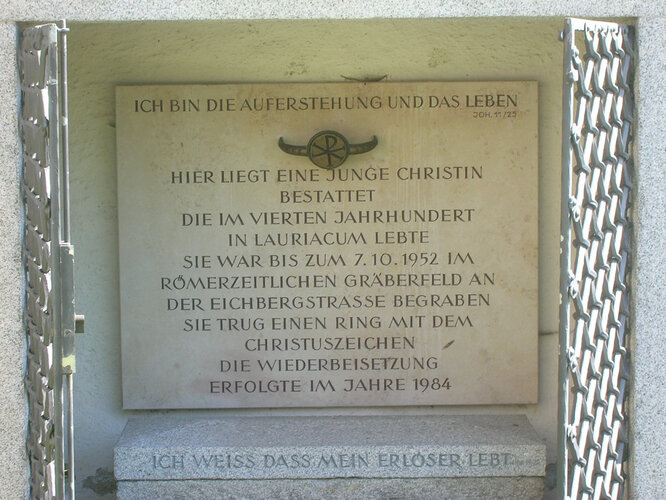 ICH BIN DIE AUFERSTEHUNG UND DAS LEBEN
JOH. 11/25
HIER LIEGT EINE JUNGE CHRISTIN
BESTATTET
DIE IM VIERTEN JAHRHUNDERT
IN LAURIACUM LEBTE
SIE WAR BIS ZUM 7.10.1952 IM
RÖMERZEITLICHEN GRÄBERFELD AN
DER EICHBERGSTRASSE BEGRABEN
SIE TRUG EINEN RING MIT DEM
CHRISTUSZEICHEN
DIE WIEDERBEISETZUNG
ERFOLGTE IM JAHRE 1984
ICH WEISS DASS MEIN ERLÖSER LEBT